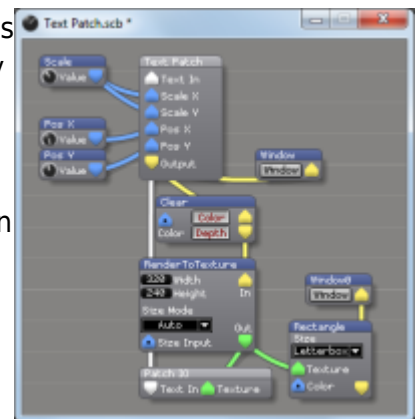 s
y
m
Text Patch.scb *
Scale
Value
Pos X
Value
Pos Y
Value
Text Patch
Text In
Scale X
Scale Y
Pos X
Pos Y
Output
Window
Window
Clear
Color
Color Depth
RenderToTexture
320 Width
240 Height In
Size Mode
Auto
Out
Size Input
Patch IO
Text In Texture
Window0
Window
Rectangle
Size
Letterbox
Texture
Color